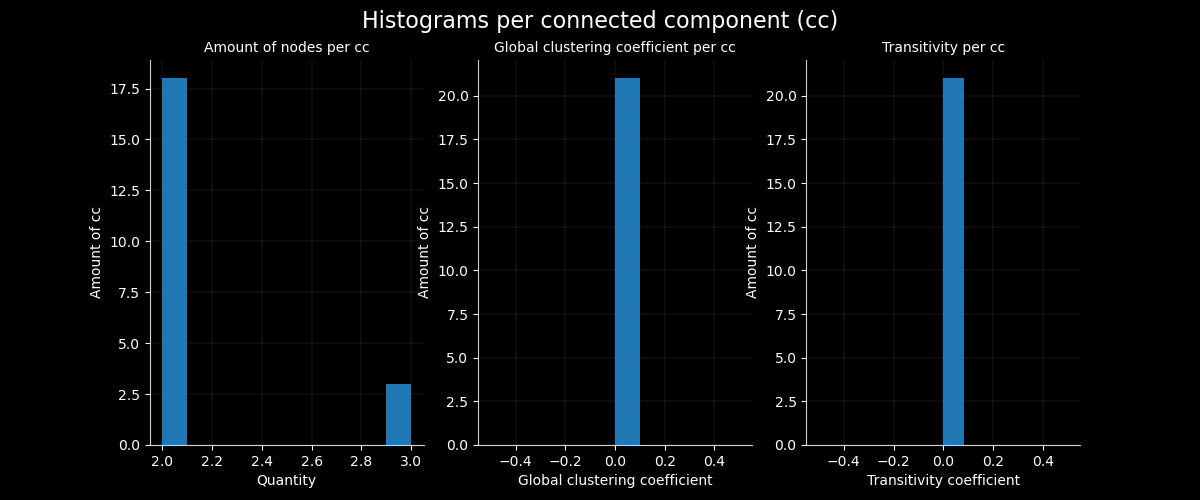 Histograms per connected component (cc)
Amount of nodes per cc
Global clustering coefficient per cc
Transitivity per cc
Amount of cc
17.5
15.0
12.5
10.0
7.5
5.0
2.5
0.0
2.0 2.2 2.4 2.6 2.8 3.0
Quantity
Amount of cc
20.0
17.5
15.0
12.5
10.0
7.5
5.0
2.5
0.0
−0.4 −0.2 0.0 0.2 0.4
Global clustering coefficient
Amount of cc
20.0
17.5
15.0
12.5
10.0
7.5
5.0
2.5
0.0
−0.4 −0.2 0.0 0.2 0.4
Transitivity coefficient